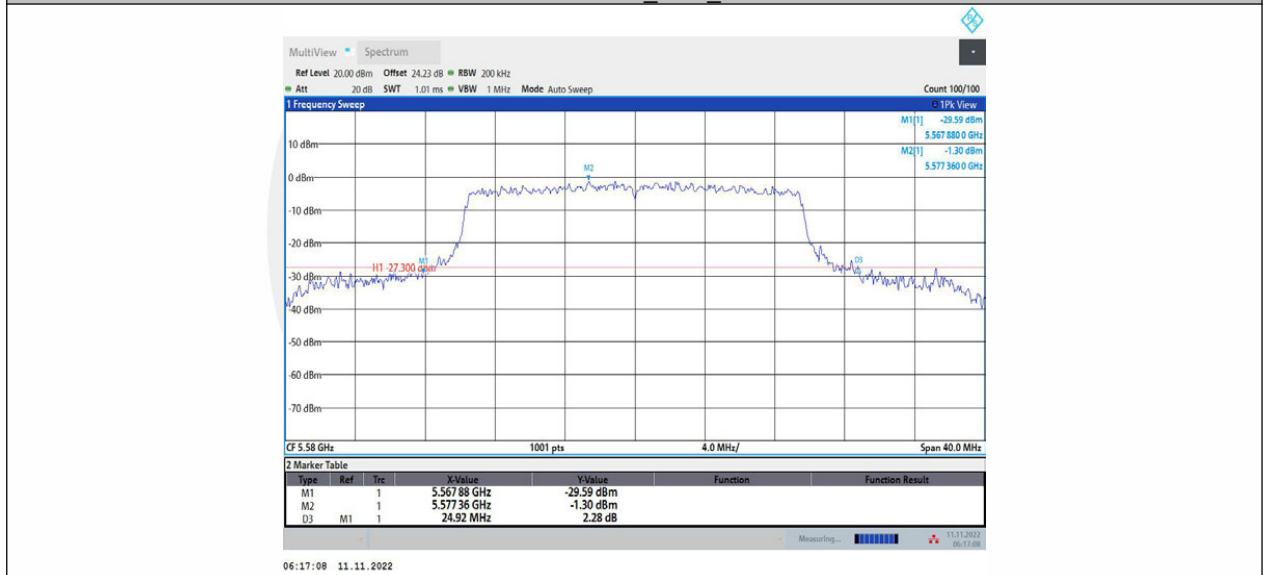 MultiView Spectrum
Ref Level 20.00 dBm Offset 24.23 dB RBW 200 kHz
Att 20 dB SWT 1.01 ms VBW 1 MHz Mode Auto Sweep Count 100/100
1 Frequency Sweep 1Pk View
M1[1] -29.59 dBm
5.567 880 0 GHz
M2[1] -1.30 dBm
5.577 360 0 GHz
10 dBm
M2
0 dBm
-10 dBm
-20 dBm
M1
D3
H1 -27.300 dBm
-30 dBm
-40 dBm
-50 dBm
-60 dBm
-70 dBm
CF 5.58 GHz 1001 pts 4.0 MHz/ Span 40.0 MHz
2 Marker Table
Type Ref Trc X-Value Y-Value Function Function Result
M1 1 5.567 88 GHz -29.59 dBm
M2 1 5.577 36 GHz -1.30 dBm
D3 M1 1 24.92 MHz 2.28 dB
Measuring... 11.11.2022
06:17:08
06:17:08 11.11.2022